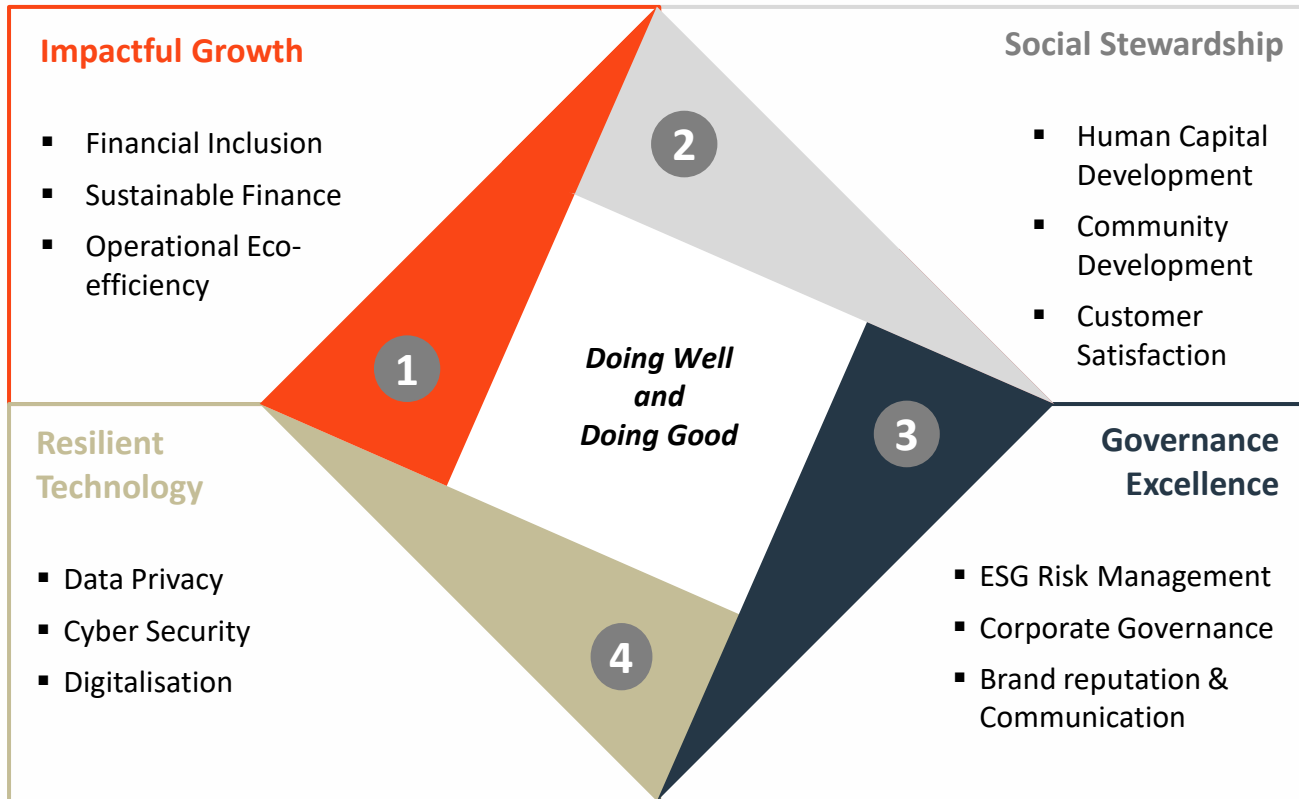 Impactful Growth
▪ Financial Inclusion
▪ Sustainable Finance
▪ Operational Eco-
efficiency
1
Social Stewardship
▪ Human Capital
Development
▪ Community
Development
▪ Customer
Satisfaction
2
Doing Well
and
Doing Good
Governance
Excellence
▪ ESG Risk Management
▪ Corporate Governance
▪ Brand reputation &
Communication
3
Resilient
Technology
▪ Data Privacy
▪ Cyber Security
▪ Digitalisation
4